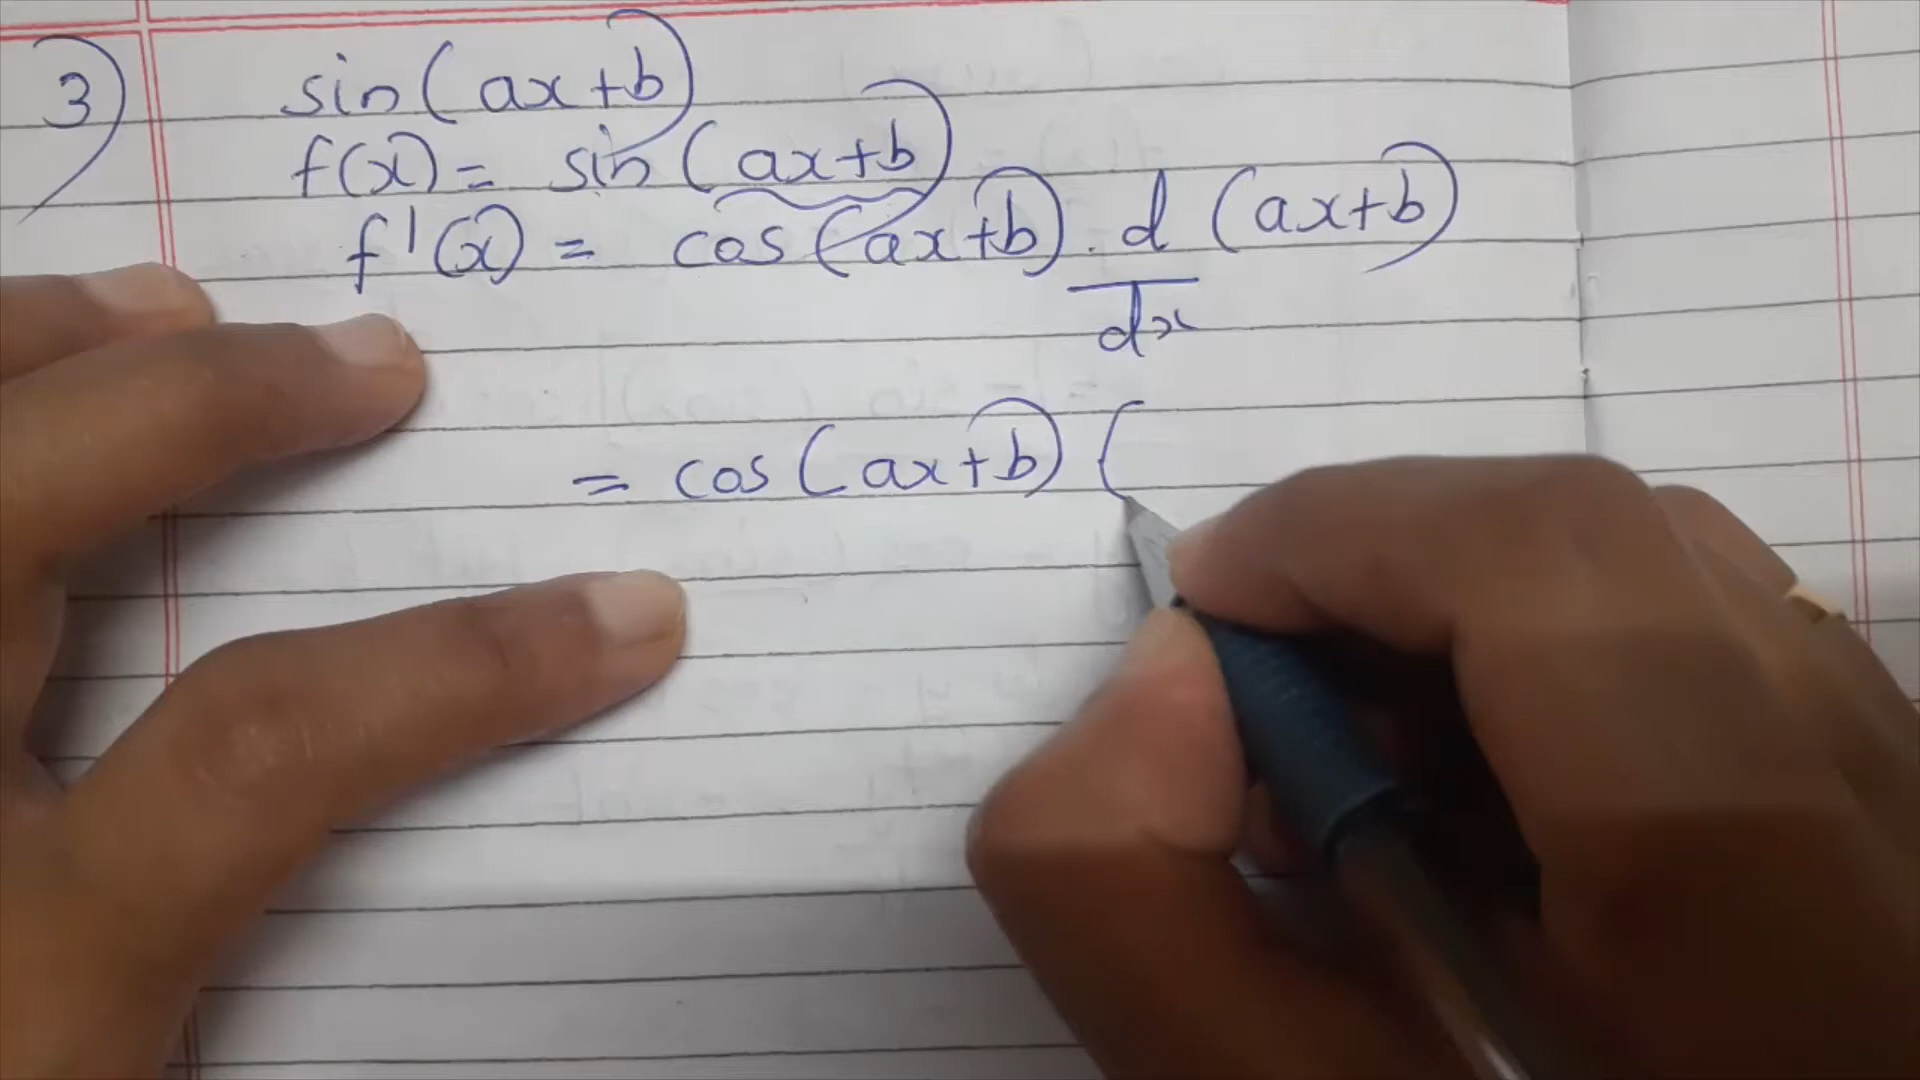 3) sin(ax+b)
f(x) = sin(ax+b)
f'(x) = cos(ax+b) . d/dx (ax+b)
= cos(ax+b) (